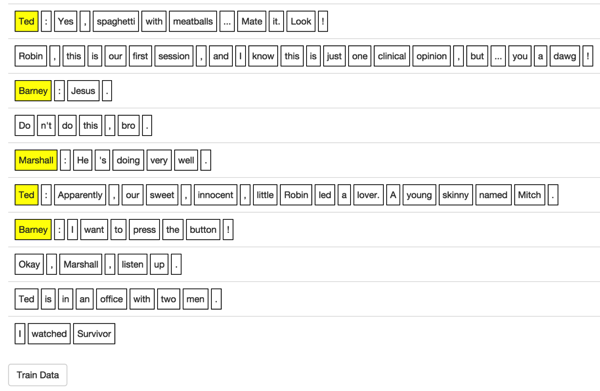 Ted : Yes , spaghetti with meatballs ... Mate it. Look !
Robin , this is our first session , and I know this is just one clinical opinion , but ... you a dawg !
Barney : Jesus .
Do n't do this , bro .
Marshall : He 's doing very well .
Ted : Apparently , our sweet , innocent , little Robin led a lover. A young skinny named Mitch .
Barney : I want to press the button !
Okay , Marshall , listen up .
Ted is in an office with two men .
I watched Survivor
Train Data